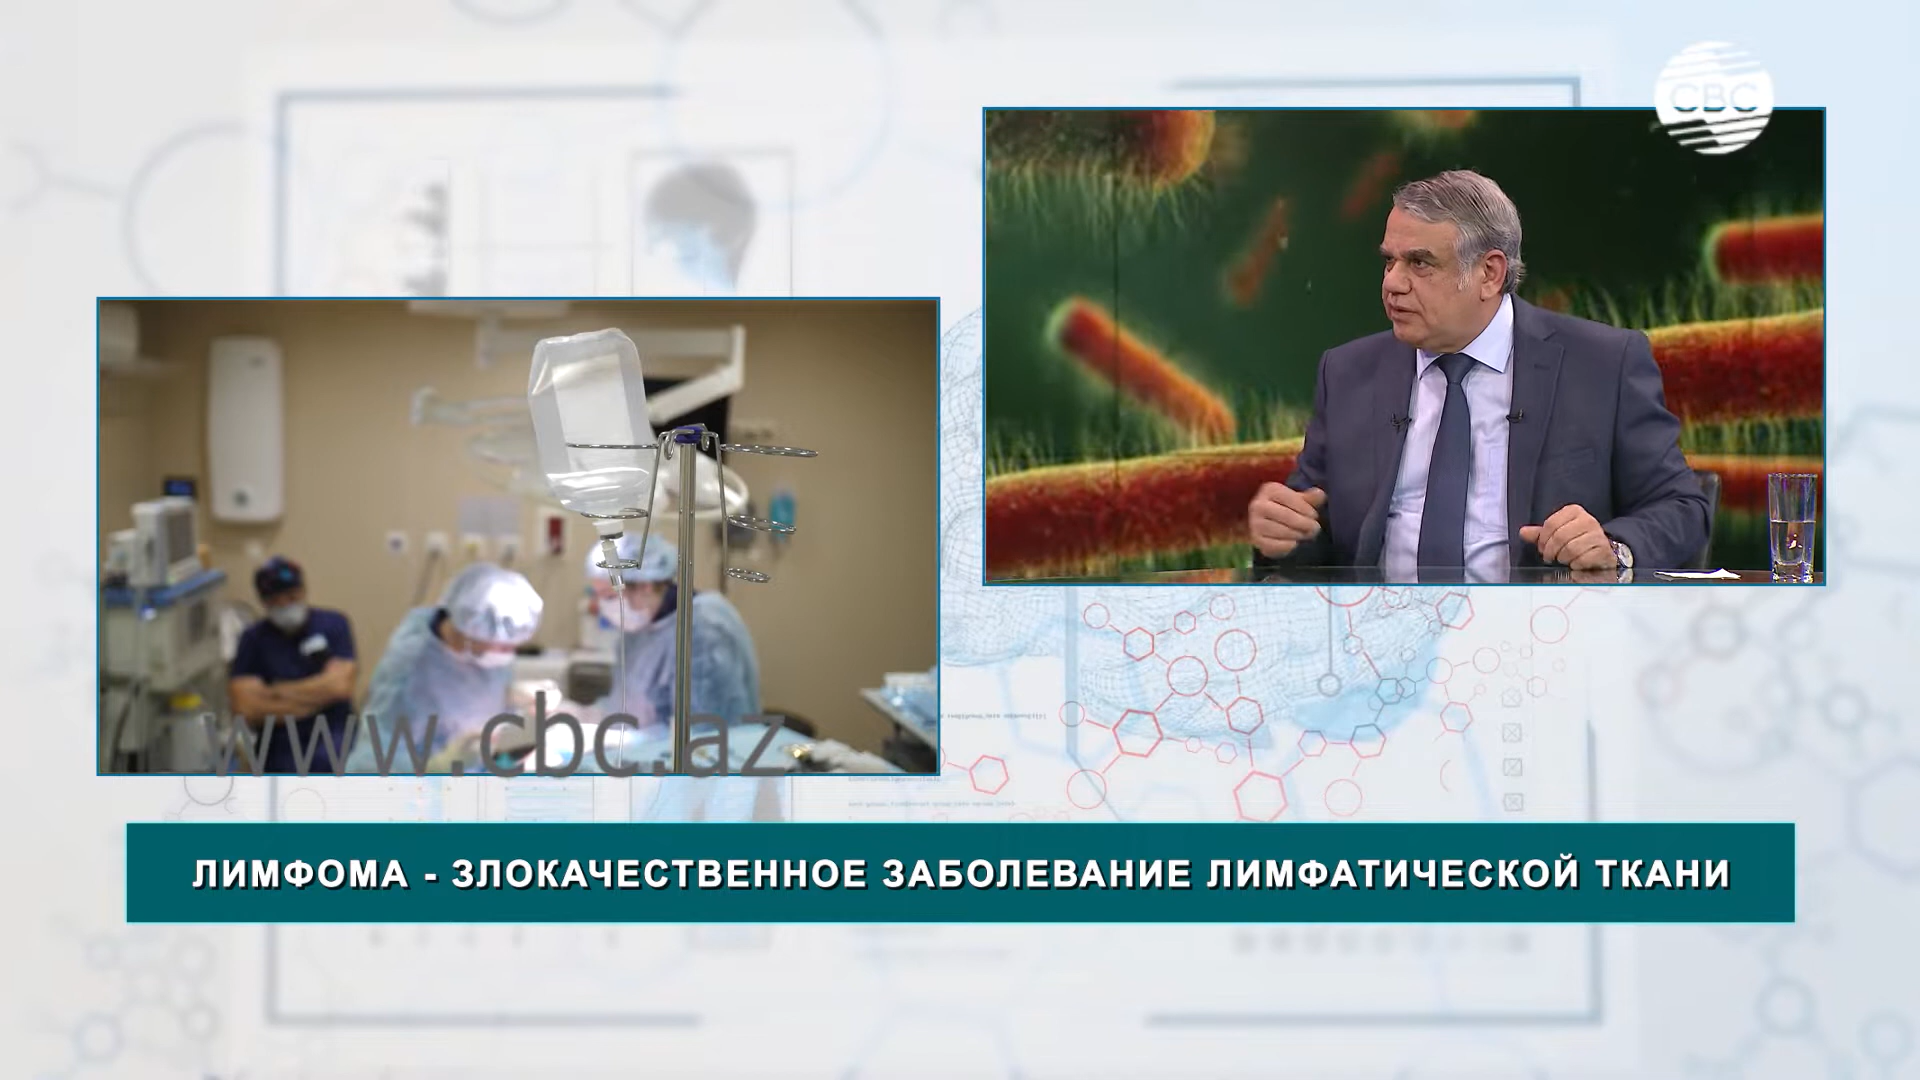 CBC
www.cbc.az
ЛИМФОМА - ЗЛОКАЧЕСТВЕННОЕ ЗАБОЛЕВАНИЕ ЛИМФАТИЧЕСКОЙ ТКАНИ